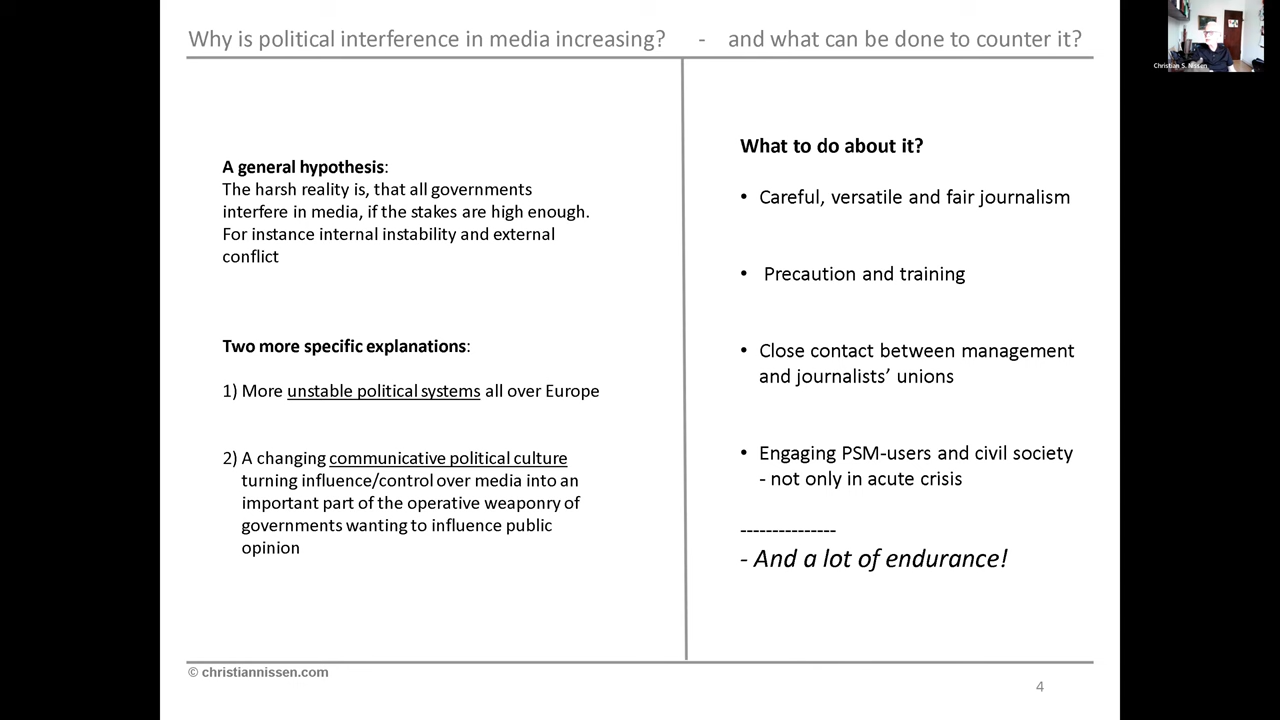 Why is political interference in media increasing? - and what can be done to counter it?
A general hypothesis:
The harsh reality is, that all governments
interfere in media, if the stakes are high enough.
For instance internal instability and external
conflict
Two more specific explanations:
1) More unstable political systems all over Europe
2) A changing communicative political culture
turning influence/control over media into an
important part of the operative weaponry of
governments wanting to influence public
opinion
What to do about it?
• Careful, versatile and fair journalism
• Precaution and training
• Close contact between management
and journalists’ unions
• Engaging PSM-users and civil society
- not only in acute crisis
---------------
- And a lot of endurance!
© christiannissen.com
4
Christian S. Nissen